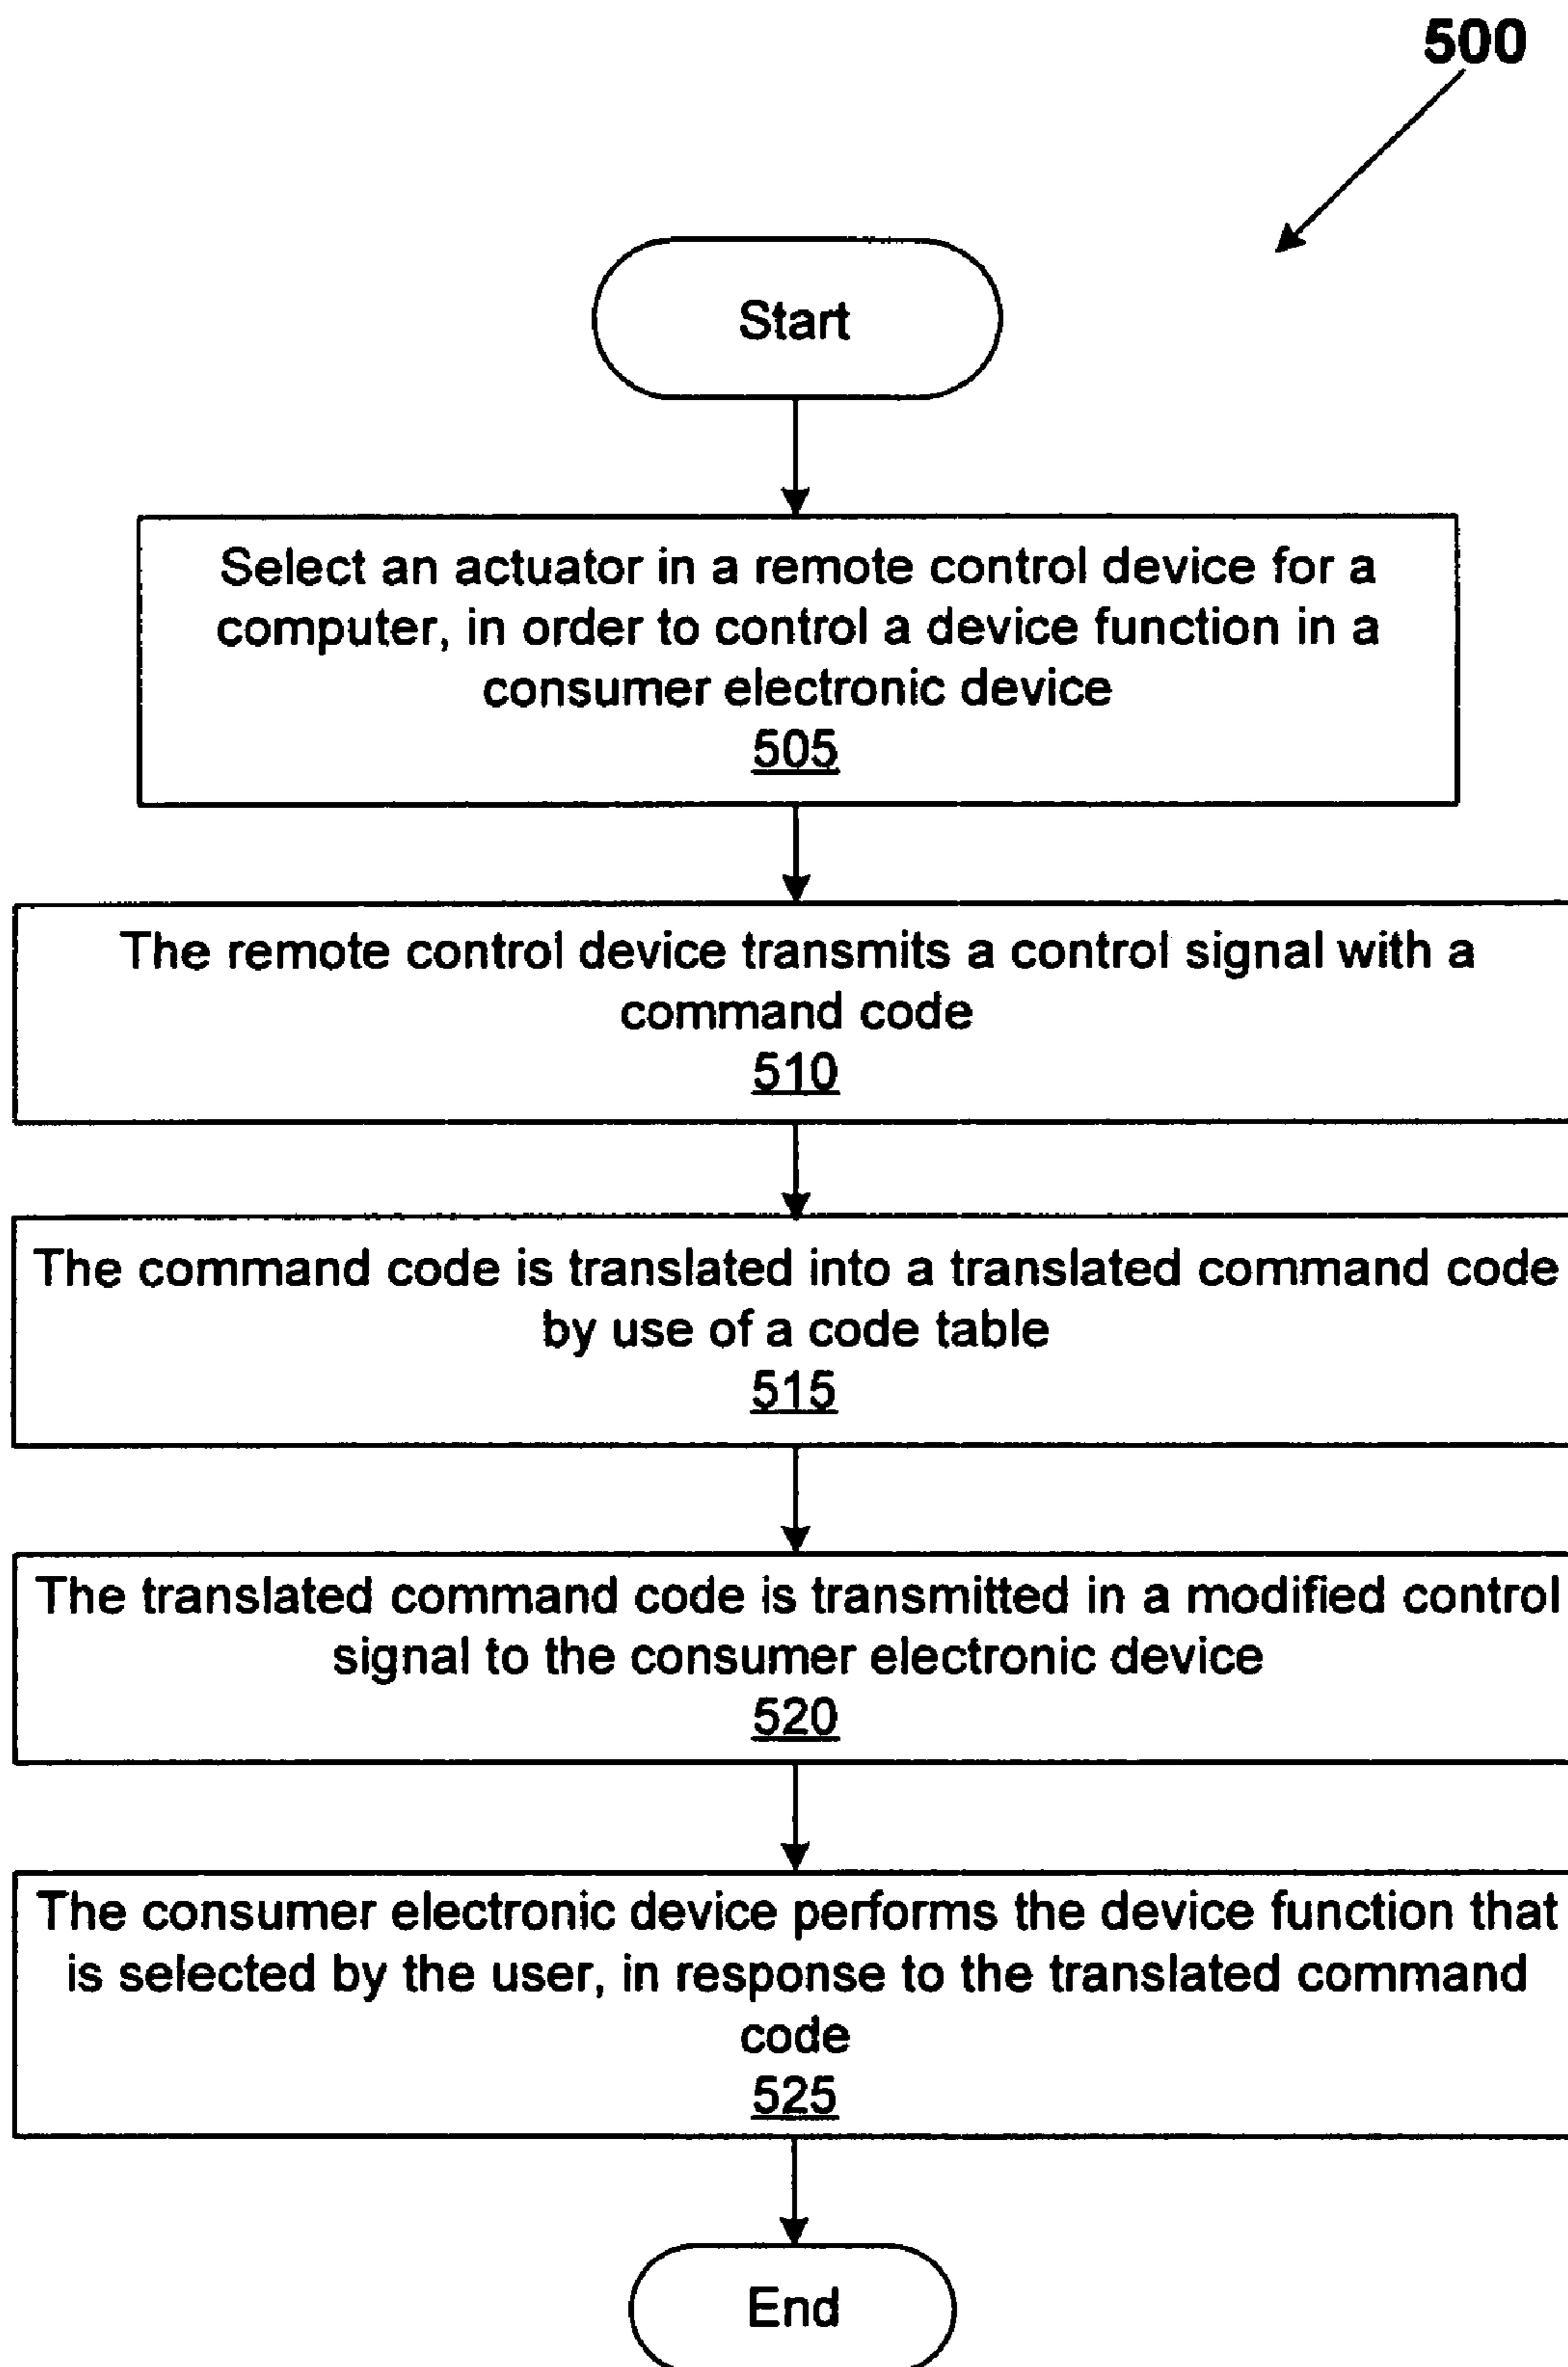 500
Start
Select an actuator in a remote control device for a
computer, in order to control a device function in a
consumer electronic device
505
The remote control device transmits a control signal with a
command code
510
The command code is translated into a translated command code
by use of a code table
515
The translated command code is transmitted in a modified control
signal to the consumer electronic device
520
The consumer electronic device performs the device function that
is selected by the user, in response to the translated command
code
525
End